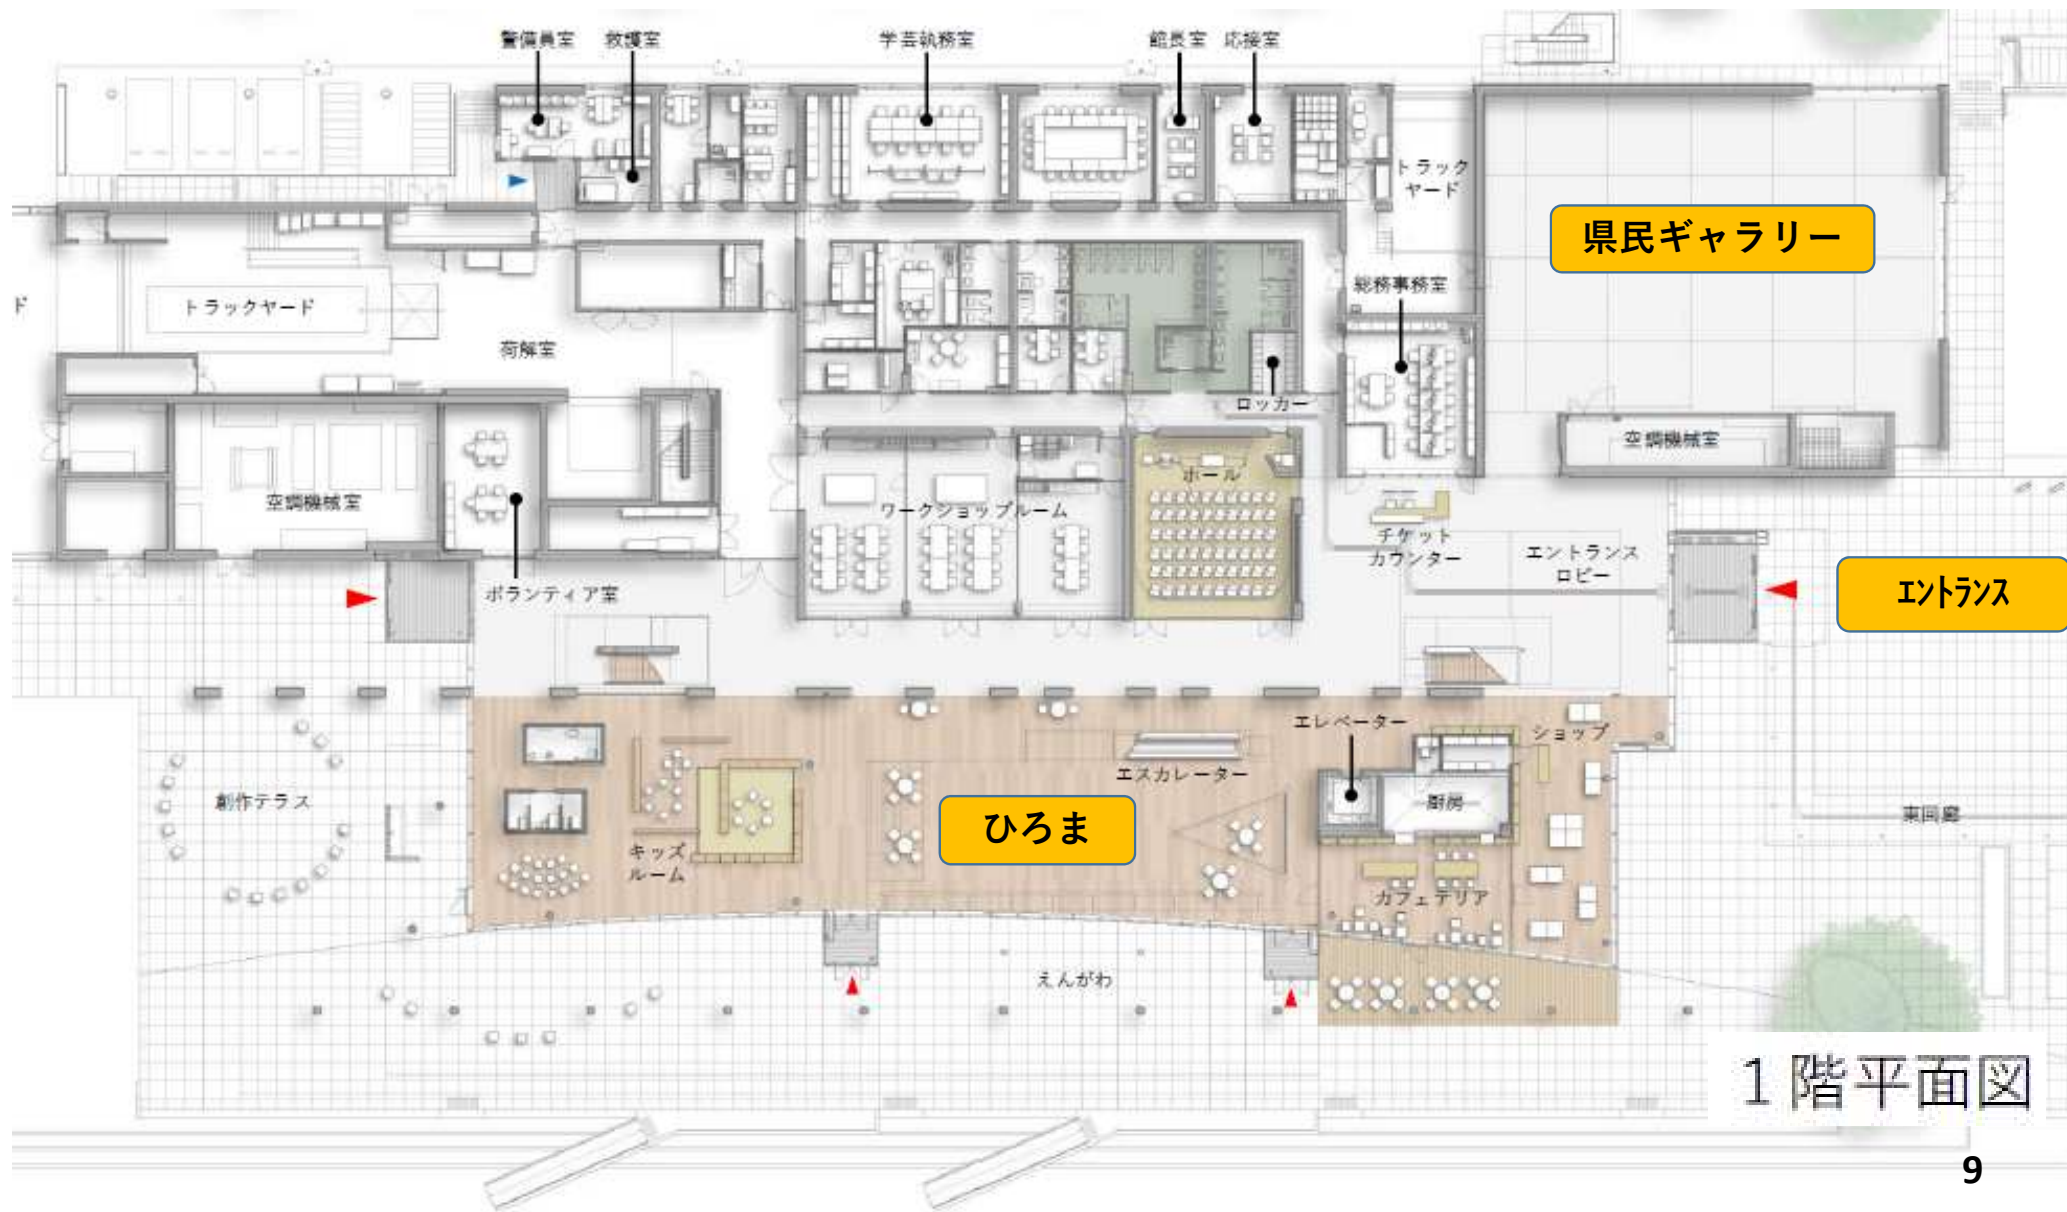 警備員室
救護室
学芸執務室
館長室
応接室
トラック
ヤード
県民ギャラリー
総務事務室
ド
トラックヤード
荷解室
ロッカー
空調機械室
ホール
空調機械室
ワークショップルーム
チケット
カウンター
エントランス
ロビー
エントランス
ボランティア室
エレベーター
ショップ
エスカレーター
創作テラス
厨房
東回廊
ひろま
キッズ
ルーム
カフェテリア
えんがわ
1階平面図
9